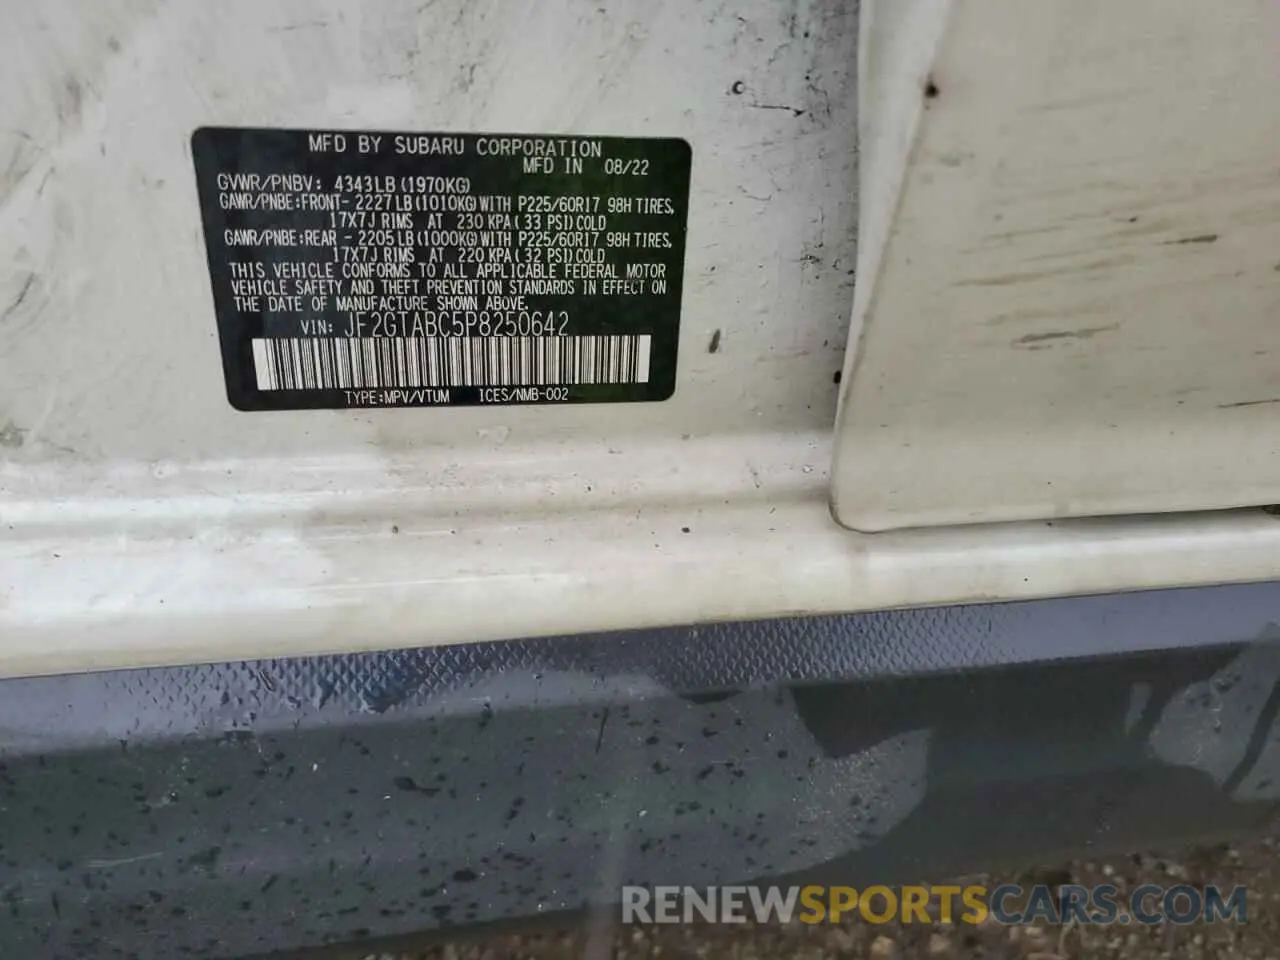 MFD BY SUBARU CORPORATION
MFD IN 08/22
GVWR/PNBV: 4343LB(1970KG)
GAWR/PNBE:FRONT- 2227LB(1010KG)WITH P225/60R17 98H TIRES,
17X7J RIMS AT 230 KPA( 33 PSI)COLD
GAWR/PNBE:REAR - 2205LB(1000KG)WITH P225/60R17 98H TIRES,
17X7J RIMS AT 220 KPA( 32 PSI)COLD
THIS VEHICLE CONFORMS TO ALL APPLICABLE FEDERAL MOTOR
VEHICLE SAFETY AND THEFT PREVENTION STANDARDS IN EFFECT ON
THE DATE OF MANUFACTURE SHOWN ABOVE.
VIN: JF2GTABC5P8250642
TYPE:MPV/VTUM ICES/NMB-002
RENEWSPORTSCARS.COM